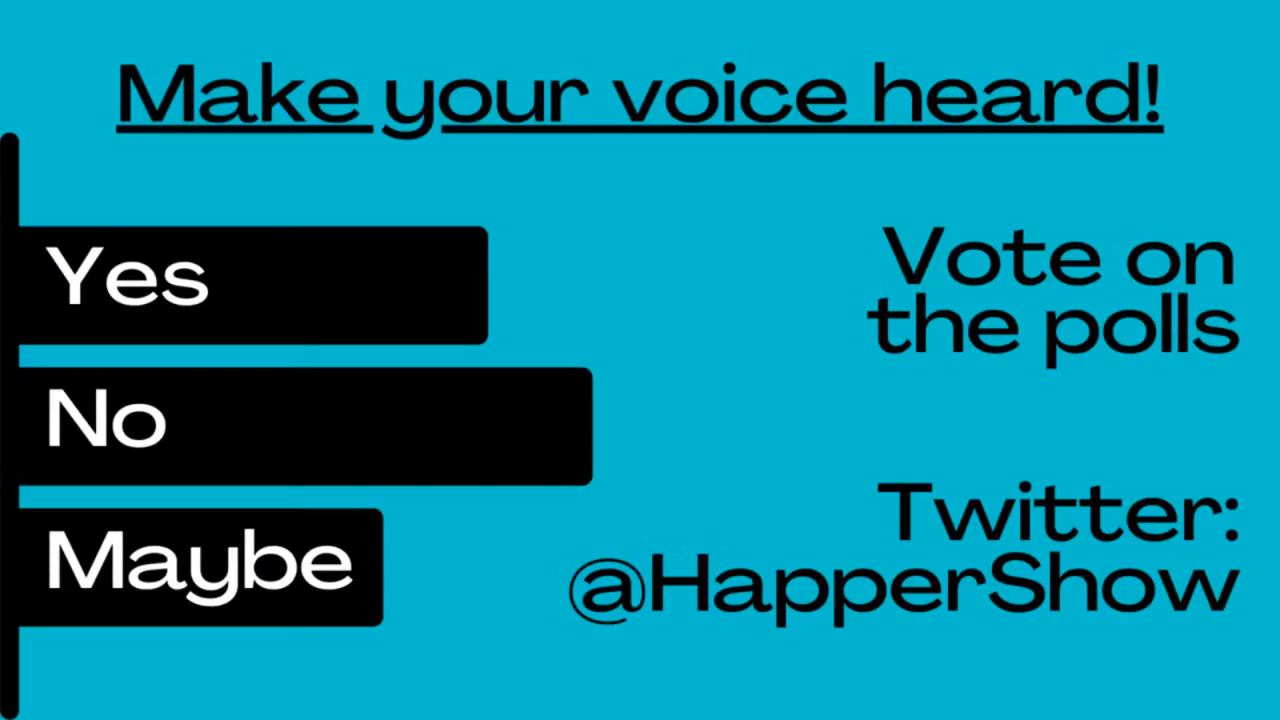 Make your voice heard!
Yes
No
Maybe
Vote on
the polls
Twitter:
@HapperShow